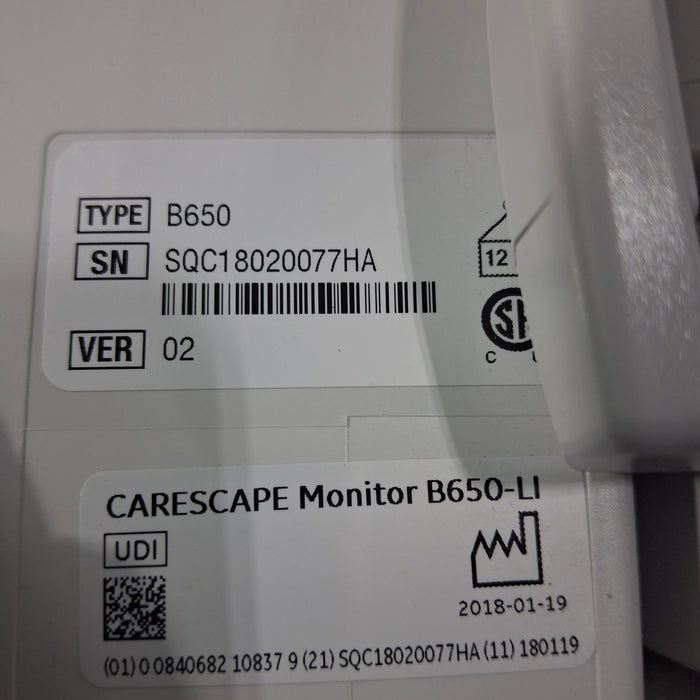 TYPE B650
SN SQC18020077HA
12
VER 02
C
CARESCAPE Monitor B650-LI
UDI
2018-01-19
(01) 0 0840682 10837 9 (21) SQC18020077HA (11) 180119